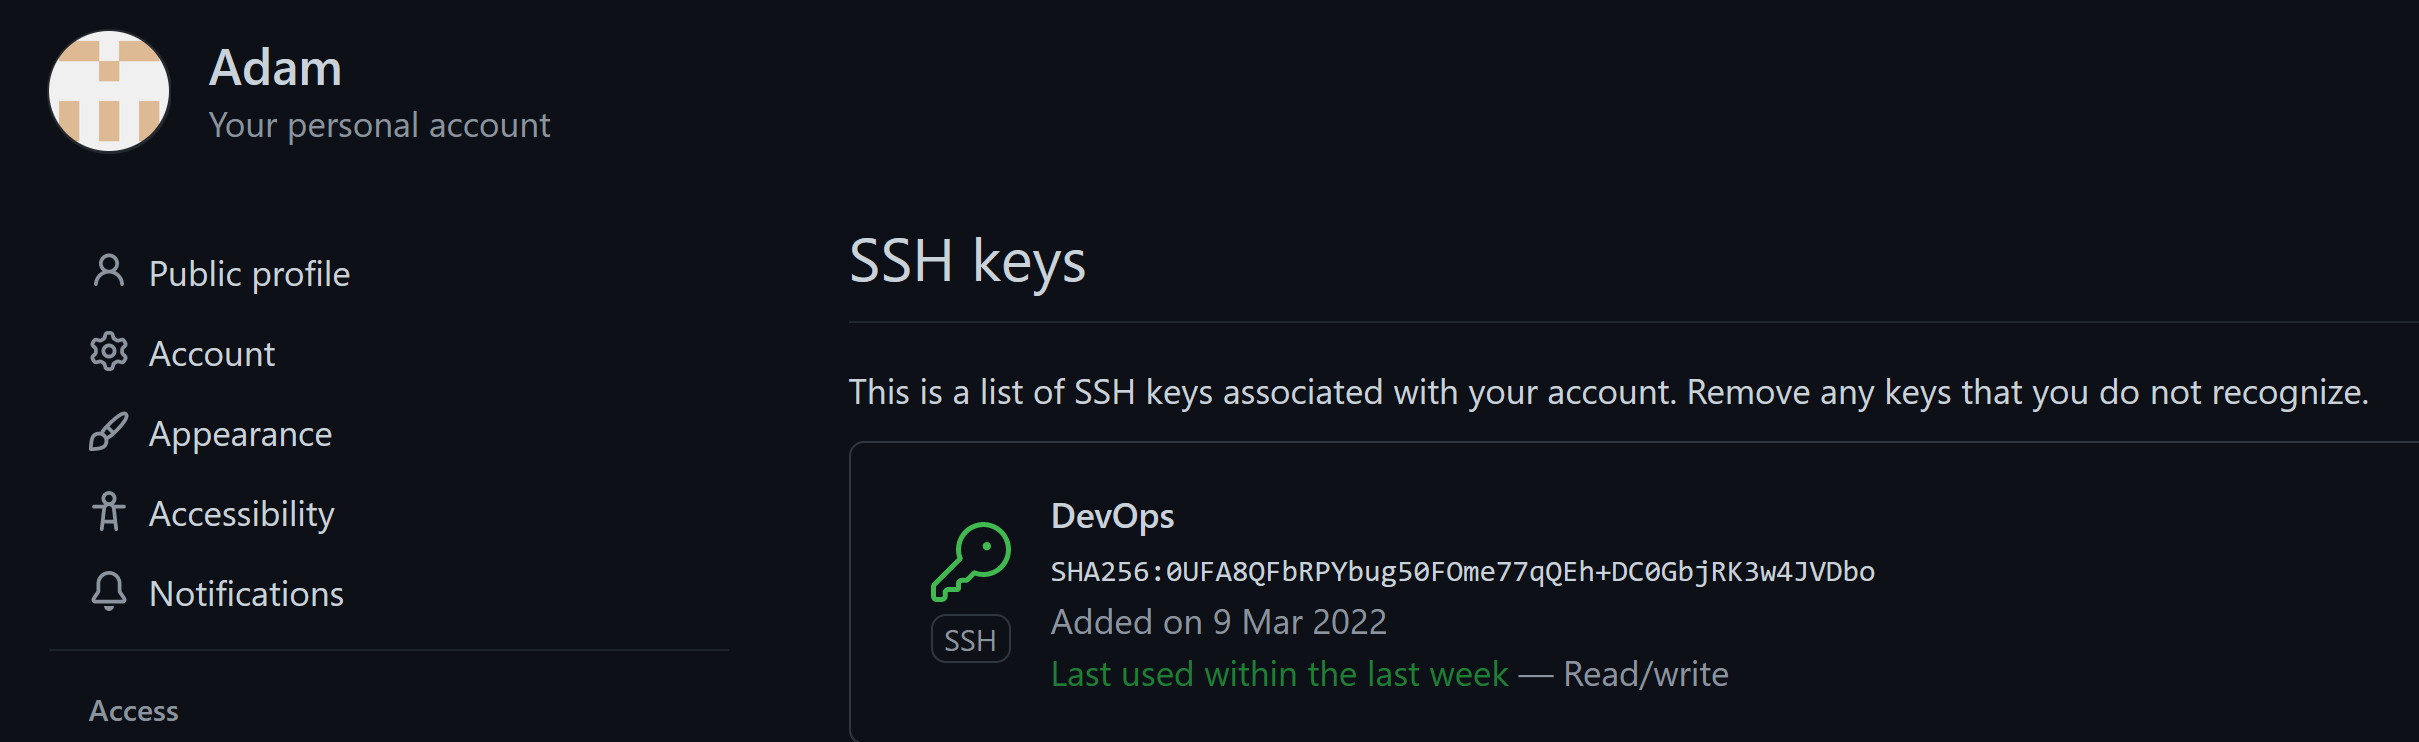 Adam
Your personal account
Public profile
Account
Appearance
Accessibility
Notifications
Access
SSH keys
This is a list of SSH keys associated with your account. Remove any keys that you do not recognize.
DevOps
SHA256:0UFA8QFbRPYbug50FOme77qQEh+DC0GbjRK3w4JVDbo
Added on 9 Mar 2022
SSH
Last used within the last week — Read/write